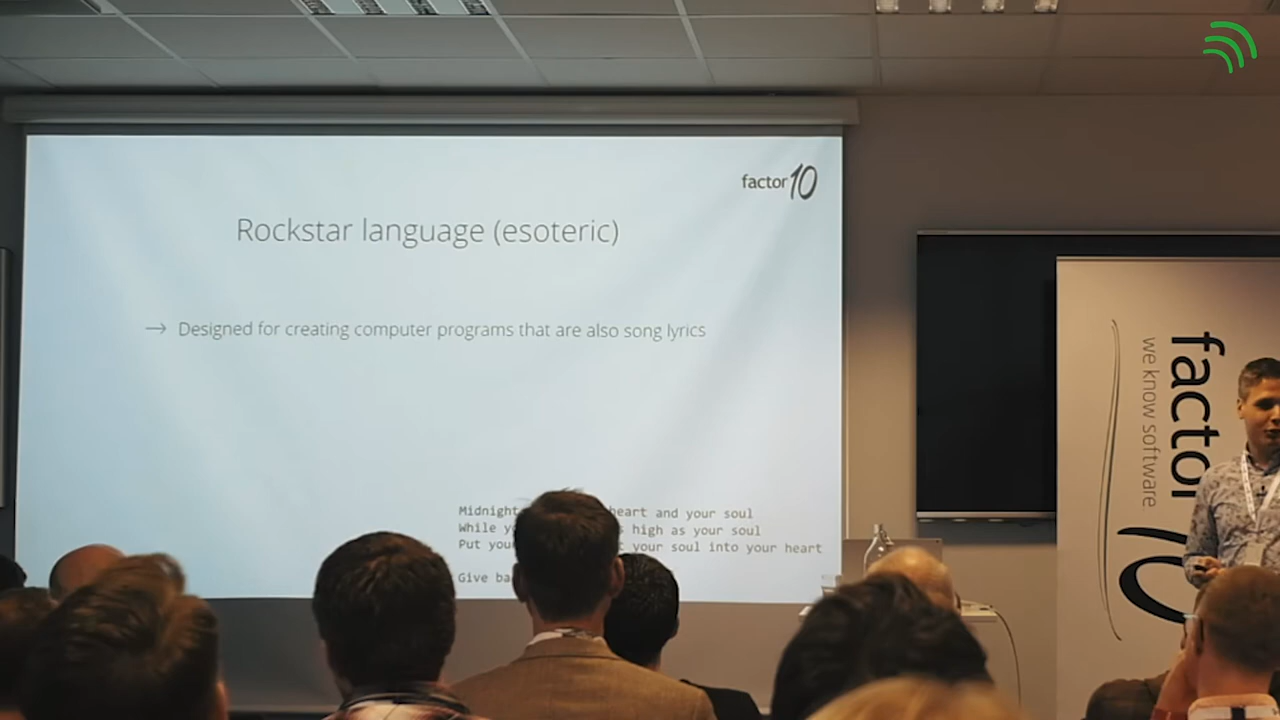 factor10
Rockstar language (esoteric)
→ Designed for creating computer programs that are also song lyrics
Midnight heart and your soul
While high as your soul
Put your soul into your heart
Give
factor10
we know software